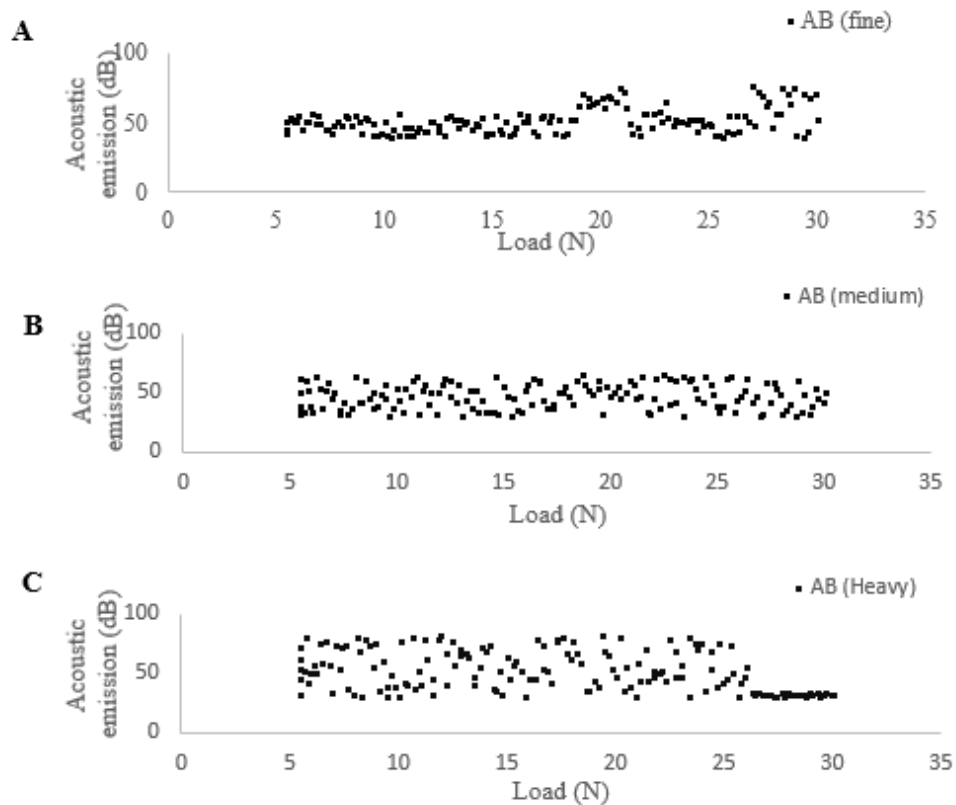 A
AB (fine)
100
50
0
Acoustic
emission (dB)
0 5 10 15 20 25 30 35
Load (N)
B
AB (medium)
100
50
0
Acoustic
emission (dB)
0 5 10 15 20 25 30 35
Load (N)
C
AB (Heavy)
100
50
0
Acoustic
emission (dB)
0 5 10 15 20 25 30 35
Load (N)